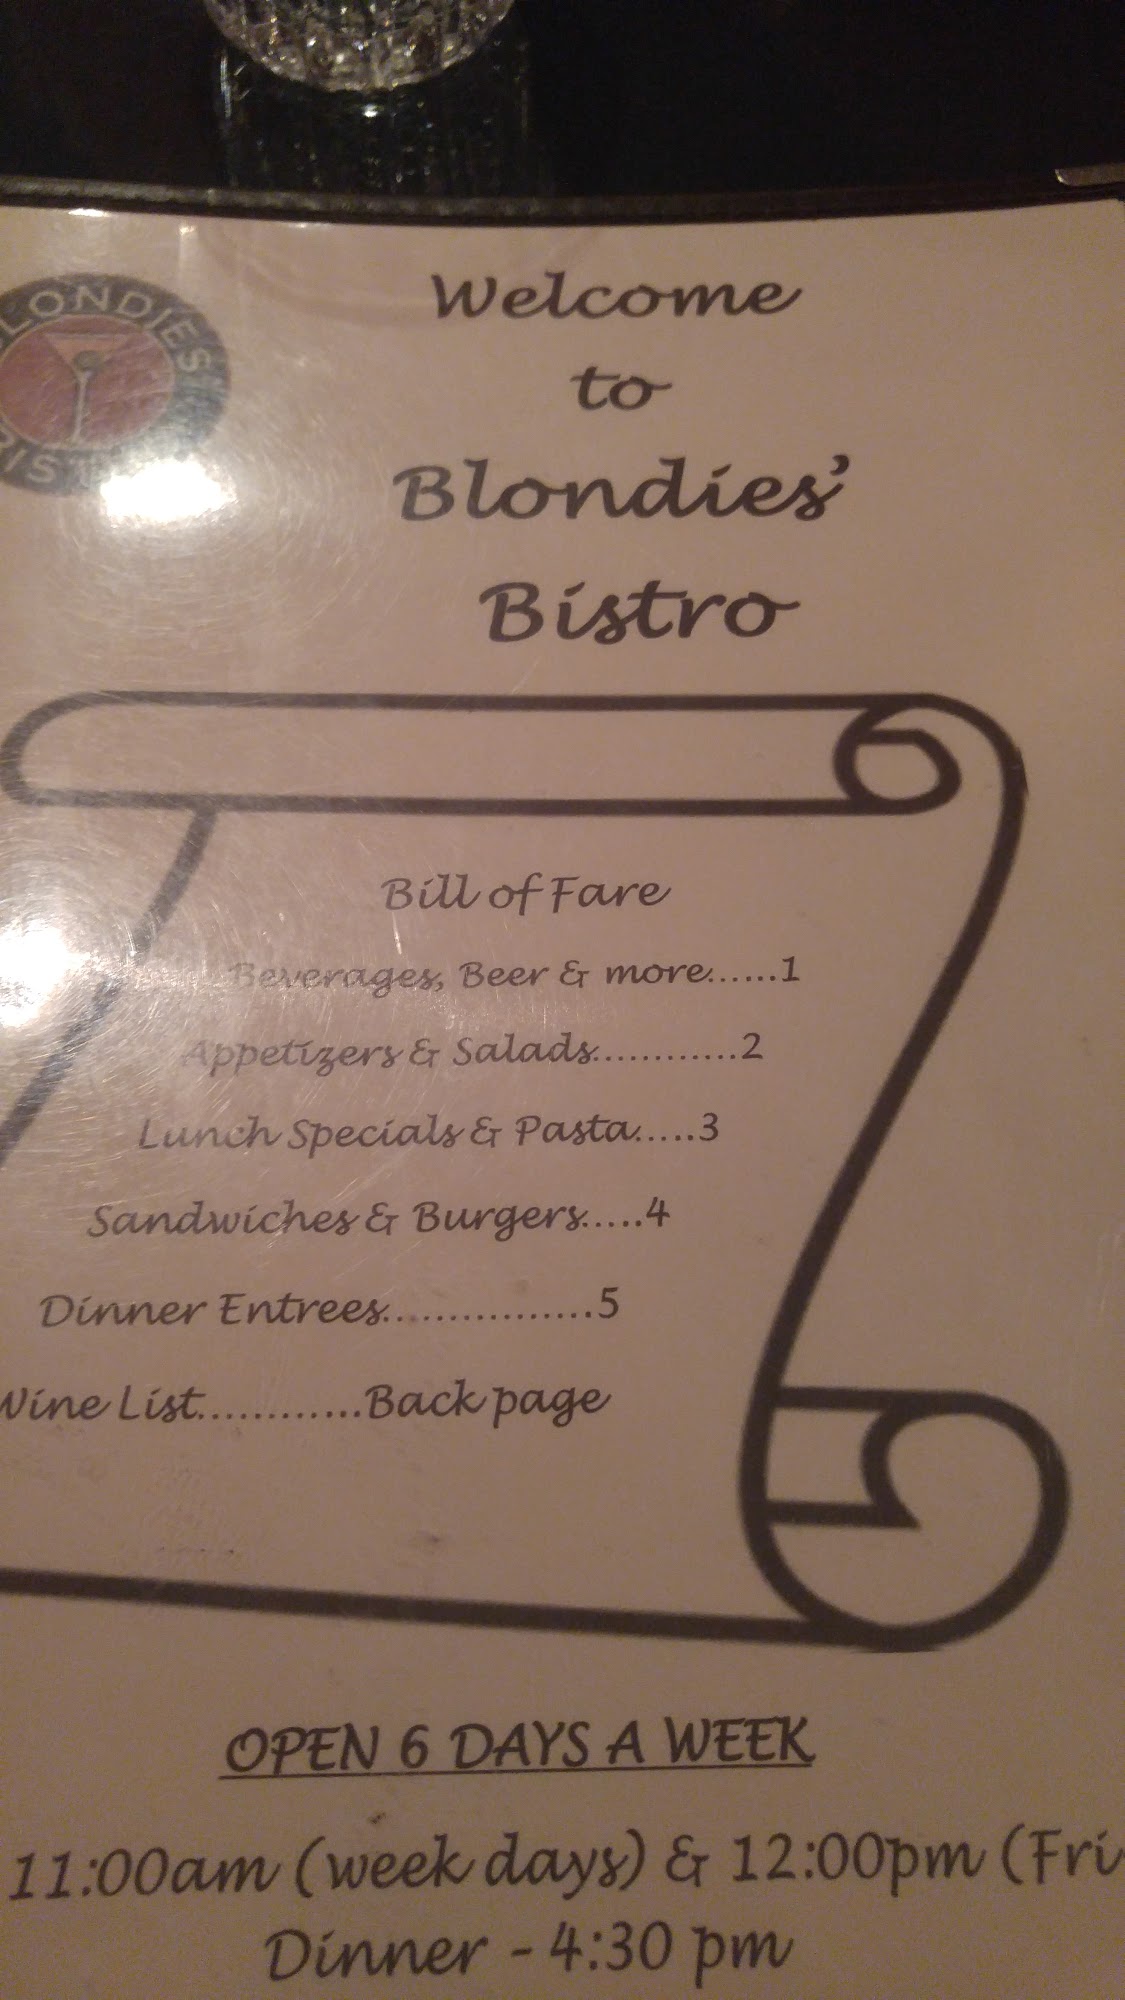 BLONDIES
Welcome
to
Blondies'
Bistro
Bill of Fare
Beverages, Beer & more......1
Appetizers & Salads............2
Lunch Specials & Pasta.....3
Sandwiches & Burgers.....4
Dinner Entrees................5
Wine List............Back page
OPEN 6 DAYS A WEEK
11:00am (week days) & 12:00pm (Fri
Dinner - 4:30 pm